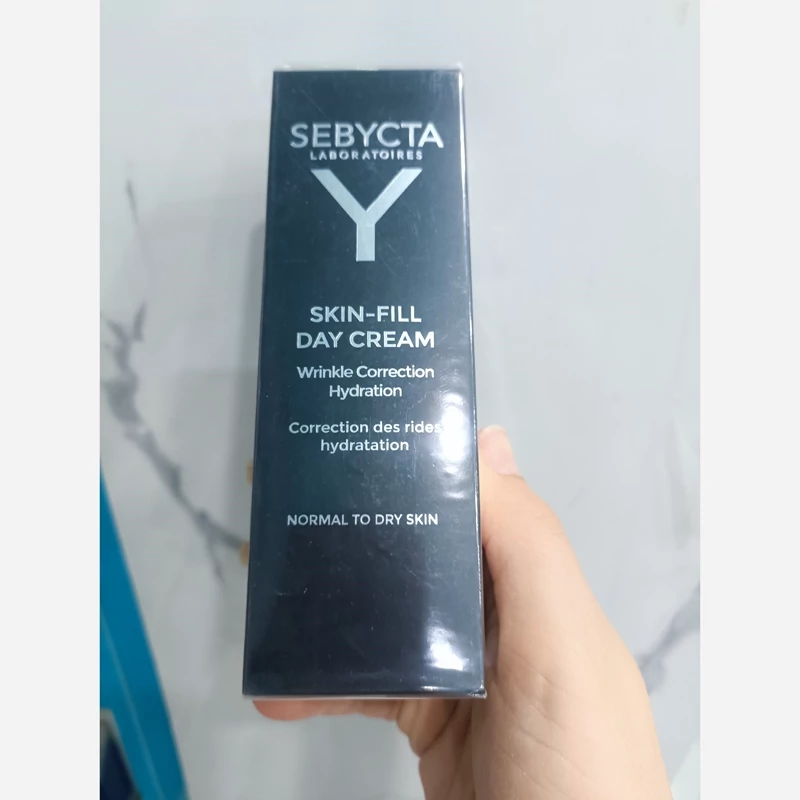 SEBYCTA
LABORATOIRES
Y
SKIN-FILL
DAY CREAM
Wrinkle Correction
Hydration
Correction des rides
hydratation
NORMAL TO DRY SKIN